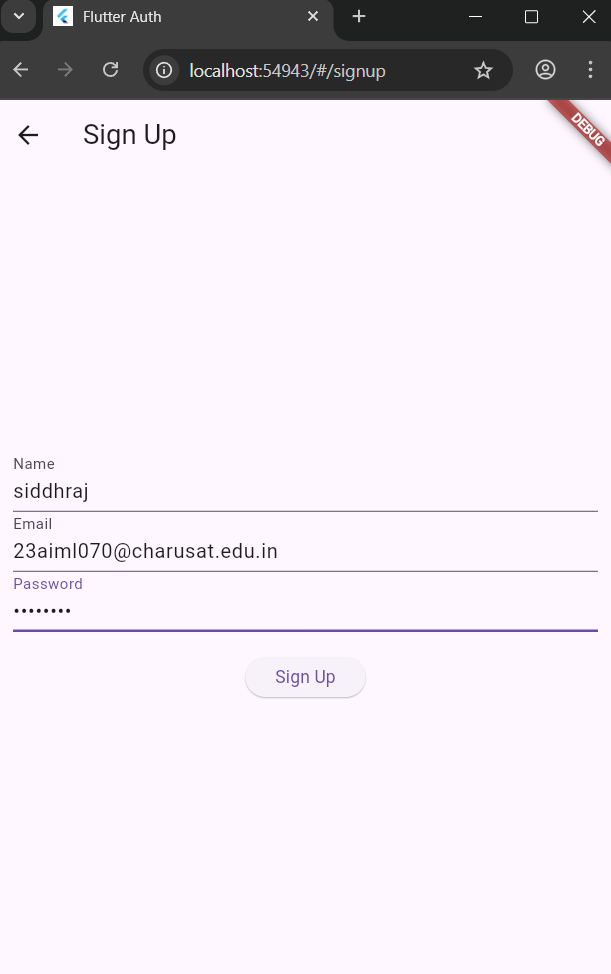 Flutter Auth
localhost:54943/#/signup
Sign Up
DEBUG
Name
siddhraj
Email
23aiml070@charusat.edu.in
Password
••••••••
Sign Up